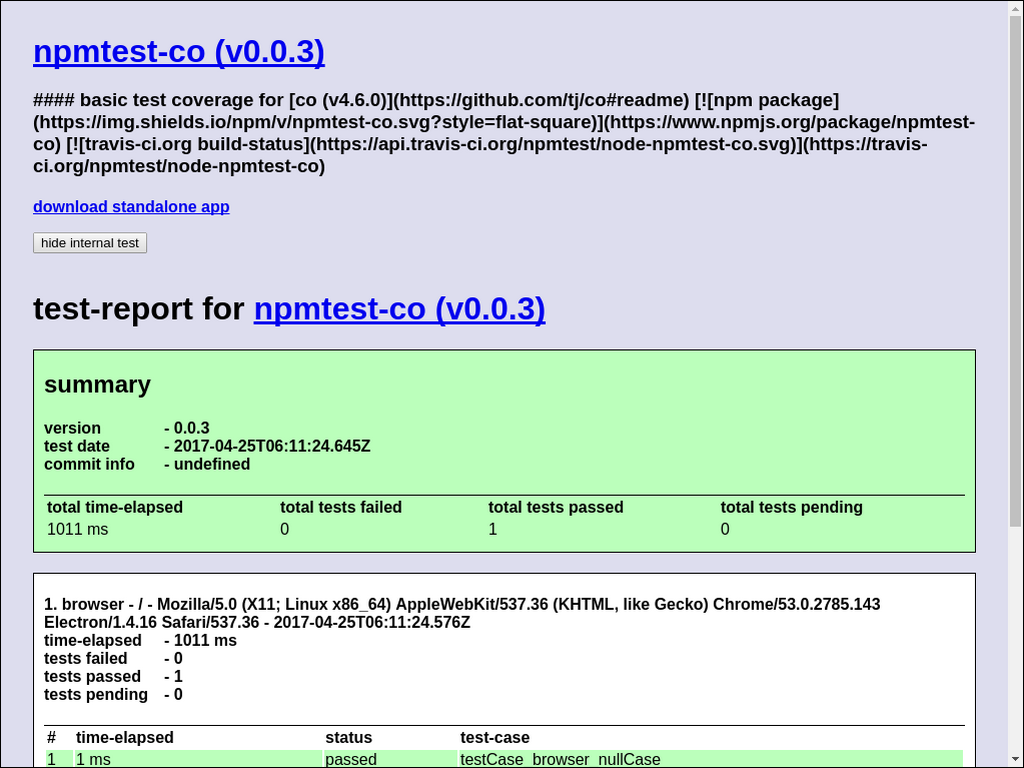 npmtest-co (v0.0.3)
#### basic test coverage for [co (v4.6.0)](https://github.com/tj/co#readme) [![npm package]
(https://img.shields.io/npm/v/npmtest-co.svg?style=flat-square)](https://www.npmjs.org/package/npmtest-
co) [![travis-ci.org build-status](https://api.travis-ci.org/npmtest/node-npmtest-co.svg)](https://travis-
ci.org/npmtest/node-npmtest-co)
download standalone app
hide internal test
test-report for npmtest-co (v0.0.3)
summary
version - 0.0.3
test date - 2017-04-25T06:11:24.645Z
commit info - undefined
total time-elapsed total tests failed total tests passed total tests pending
1011 ms 0 1 0
1. browser - / - Mozilla/5.0 (X11; Linux x86_64) AppleWebKit/537.36 (KHTML, like Gecko) Chrome/53.0.2785.143
Electron/1.4.16 Safari/537.36 - 2017-04-25T06:11:24.576Z
time-elapsed - 1011 ms
tests failed - 0
tests passed - 1
tests pending - 0
# time-elapsed status test-case
1 1 ms passed testCase_browser_nullCase